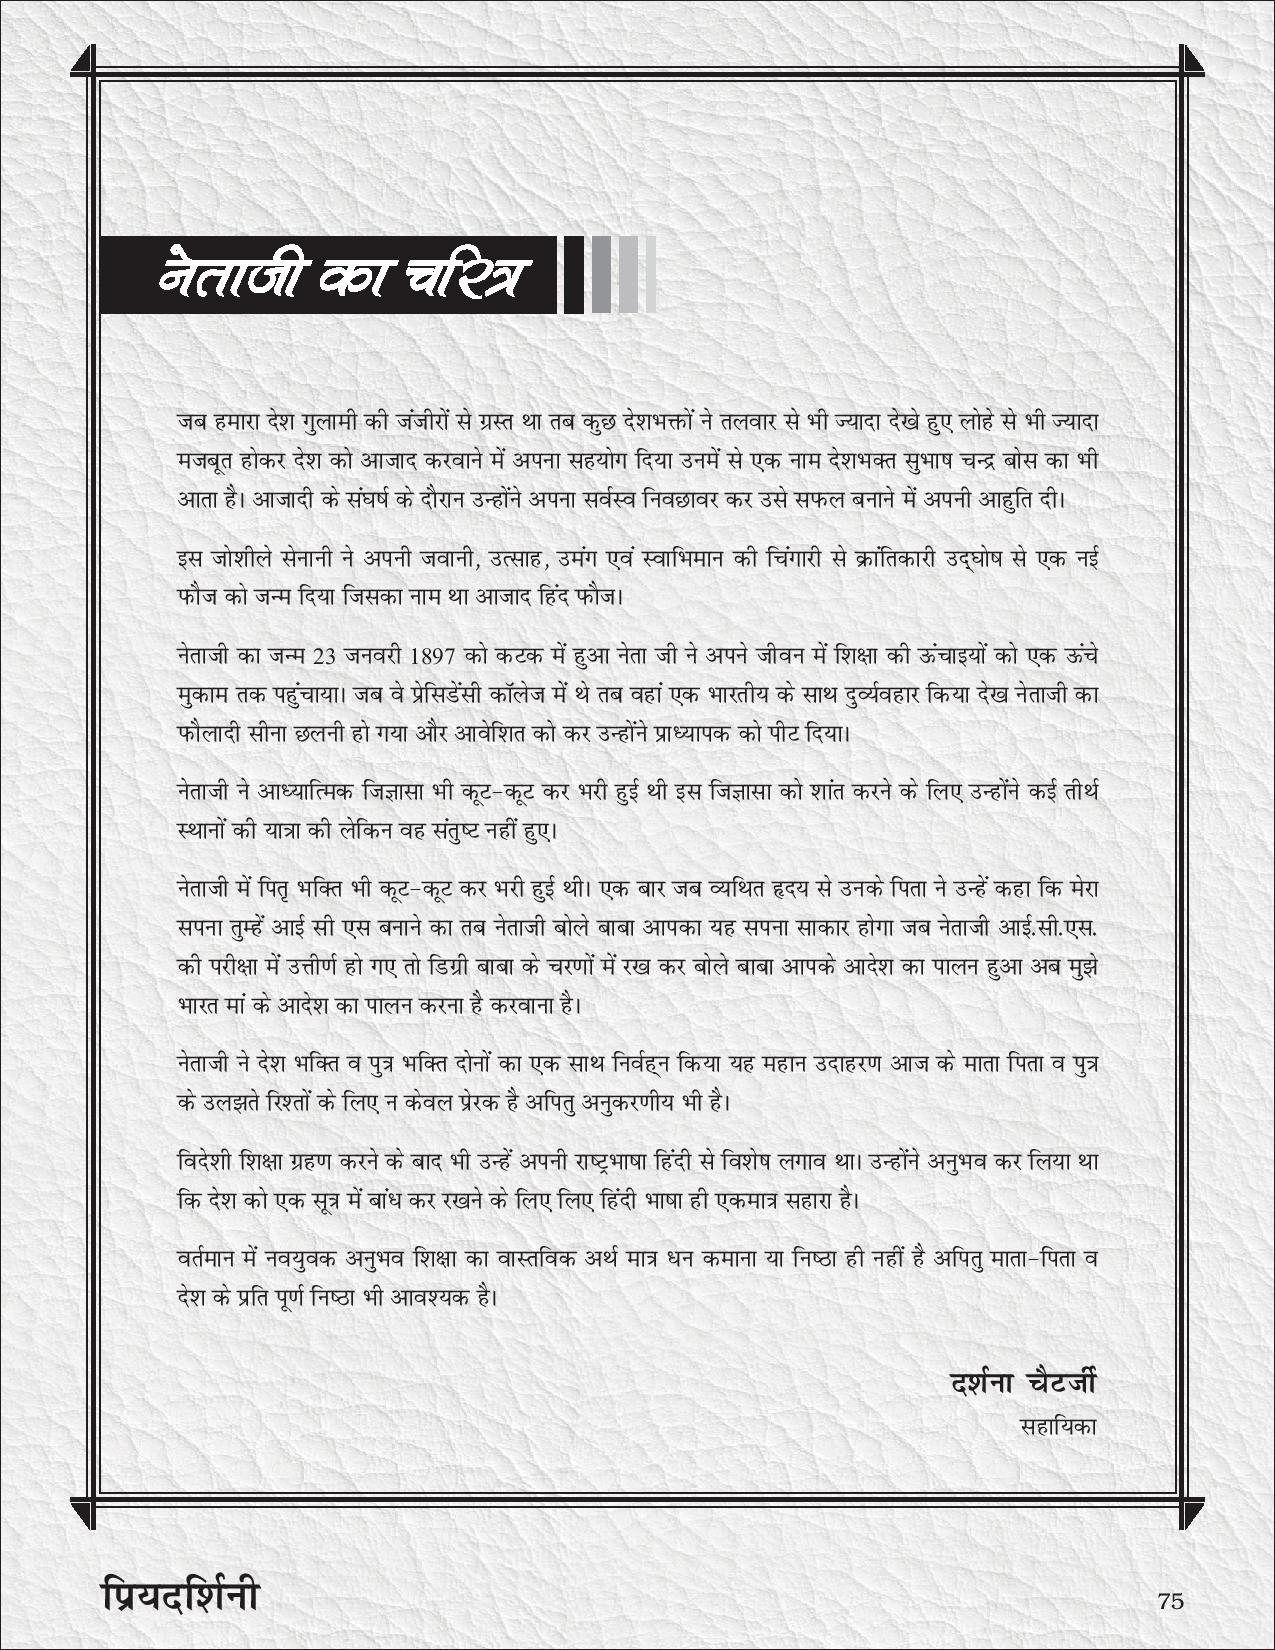 नेताजी का चरित्र
जब हमारा देश गुलामी की जंजीरों से ग्रस्त था तब कुछ देशभक्तों ने तलवार से भी ज्यादा देखे हुए लोहे से भी ज्यादा
मजबूत होकर देश को आजाद करवाने में अपना सहयोग दिया उनमें से एक नाम देशभक्त सुभाष चन्द्र बोस का भी
आता है। आजादी के संघर्ष के दौरान उन्होंने अपना सर्वस्व निवछावर कर उसे सफल बनाने में अपनी आहुति दी।
इस जोशीले सेनानी ने अपनी जवानी, उत्साह, उमंग एवं स्वाभिमान की चिंगारी से क्रांतिकारी उद्घोष से एक नई
फौज को जन्म दिया जिसका नाम था आजाद हिंद फौज।
नेताजी का जन्म 23 जनवरी 1897 को कटक में हुआ नेता जी ने अपने जीवन में शिक्षा की ऊंचाइयों को एक ऊंचे
मुकाम तक पहुंचाया। जब वे प्रेसिडेंसी कॉलेज में थे तब वहां एक भारतीय के साथ दुर्व्यवहार किया देख नेताजी का
फौलादी सीना छलनी हो गया और आवेशित को कर उन्होंने प्राध्यापक को पीट दिया।
नेताजी ने आध्यात्मिक जिज्ञासा भी कूट-कूट कर भरी हुई थी इस जिज्ञासा को शांत करने के लिए उन्होंने कई तीर्थ
स्थानों की यात्रा की लेकिन वह संतुष्ट नहीं हुए।
नेताजी में पितृ भक्ति भी कूट-कूट कर भरी हुई थी। एक बार जब व्यथित हृदय से उनके पिता ने उन्हें कहा कि मेरा
सपना तुम्हें आई सी एस बनाने का तब नेताजी बोले बाबा आपका यह सपना साकार होगा जब नेताजी आई.सी.एस.
की परीक्षा में उत्तीर्ण हो गए तो डिग्री बाबा के चरणों में रख कर बोले बाबा आपके आदेश का पालन हुआ अब मुझे
भारत मां के आदेश का पालन करना है करवाना है।
नेताजी ने देश भक्ति व पुत्र भक्ति दोनों का एक साथ निर्वह्न किया यह महान उदाहरण आज के माता पिता व पुत्र
के उलझते रिश्तों के लिए न केवल प्रेरक है अपितु अनुकरणीय भी है।
विदेशी शिक्षा ग्रहण करने के बाद भी उन्हें अपनी राष्ट्रभाषा हिंदी से विशेष लगाव था। उन्होंने अनुभव कर लिया था
कि देश को एक सूत्र में बांध कर रखने के लिए लिए हिंदी भाषा ही एकमात्र सहारा है।
वर्तमान में नवयुवक अनुभव शिक्षा का वास्तविक अर्थ मात्र धन कमाना या निष्ठा ही नहीं है अपितु माता-पिता व
देश के प्रति पूर्ण निष्ठा भी आवश्यक है।
दर्शना चैटर्जी
सहायिका
प्रियदर्शिनी
75